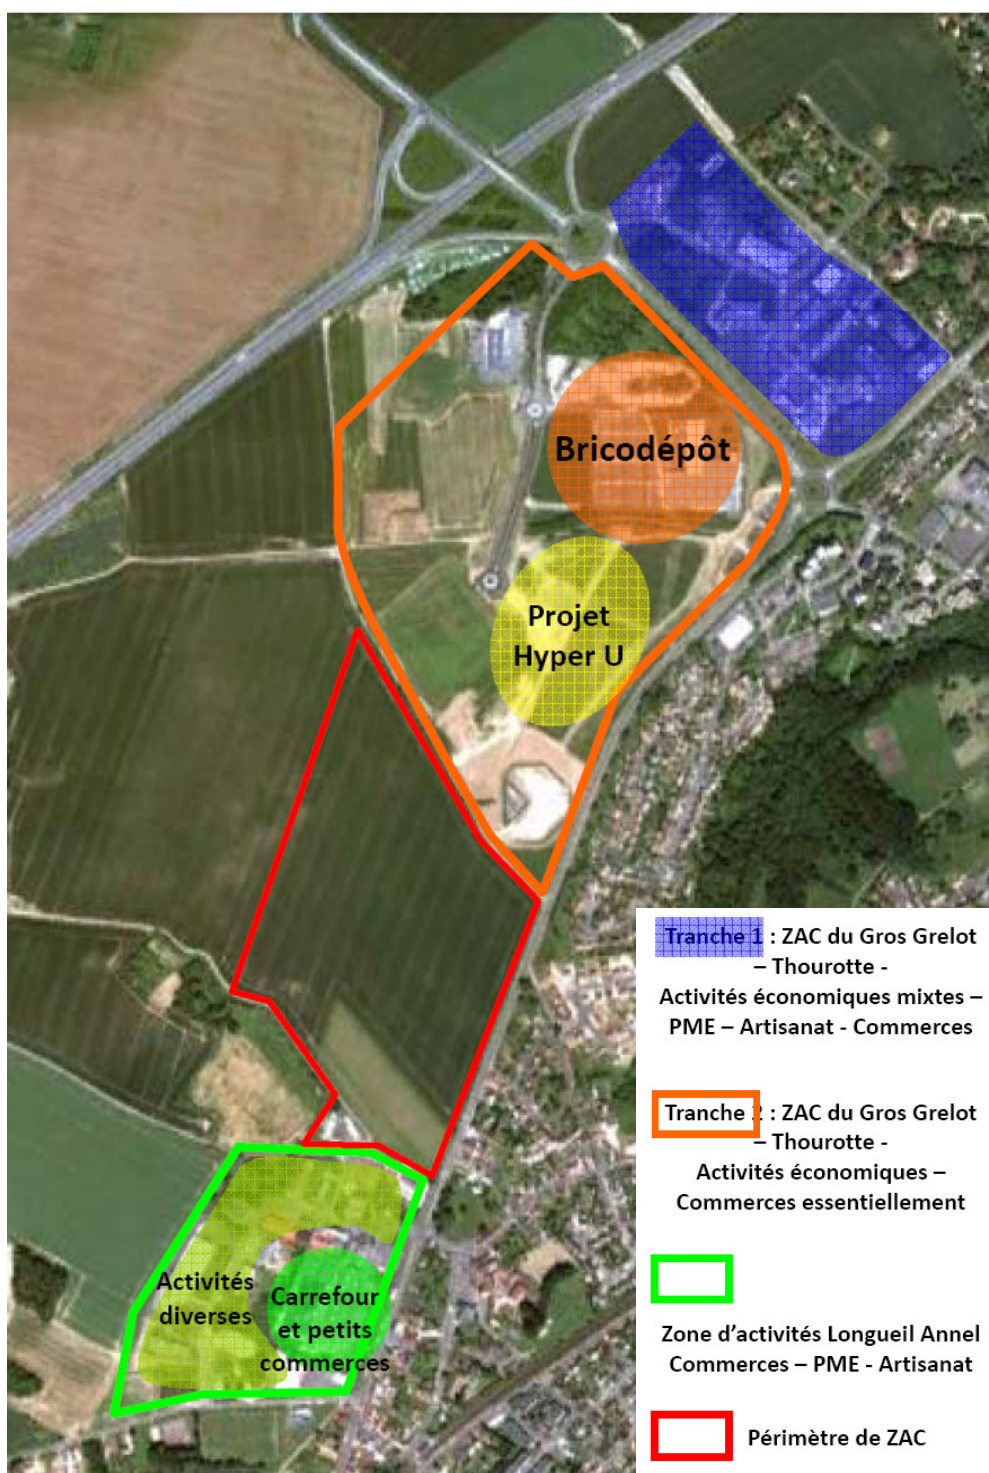 Bricodépôt
Projet
Hyper U
Activités
diverses
Carrefour
et petits
commerces
Tranche 1 : ZAC du Gros Grelot
– Thourotte -
Activités économiques mixtes –
PME – Artisanat - Commerces
Tranche 2 : ZAC du Gros Grelot
– Thourotte -
Activités économiques –
Commerces essentiellement
Zone d'activités Longueil Annel
Commerces – PME - Artisanat
Périmètre de ZAC